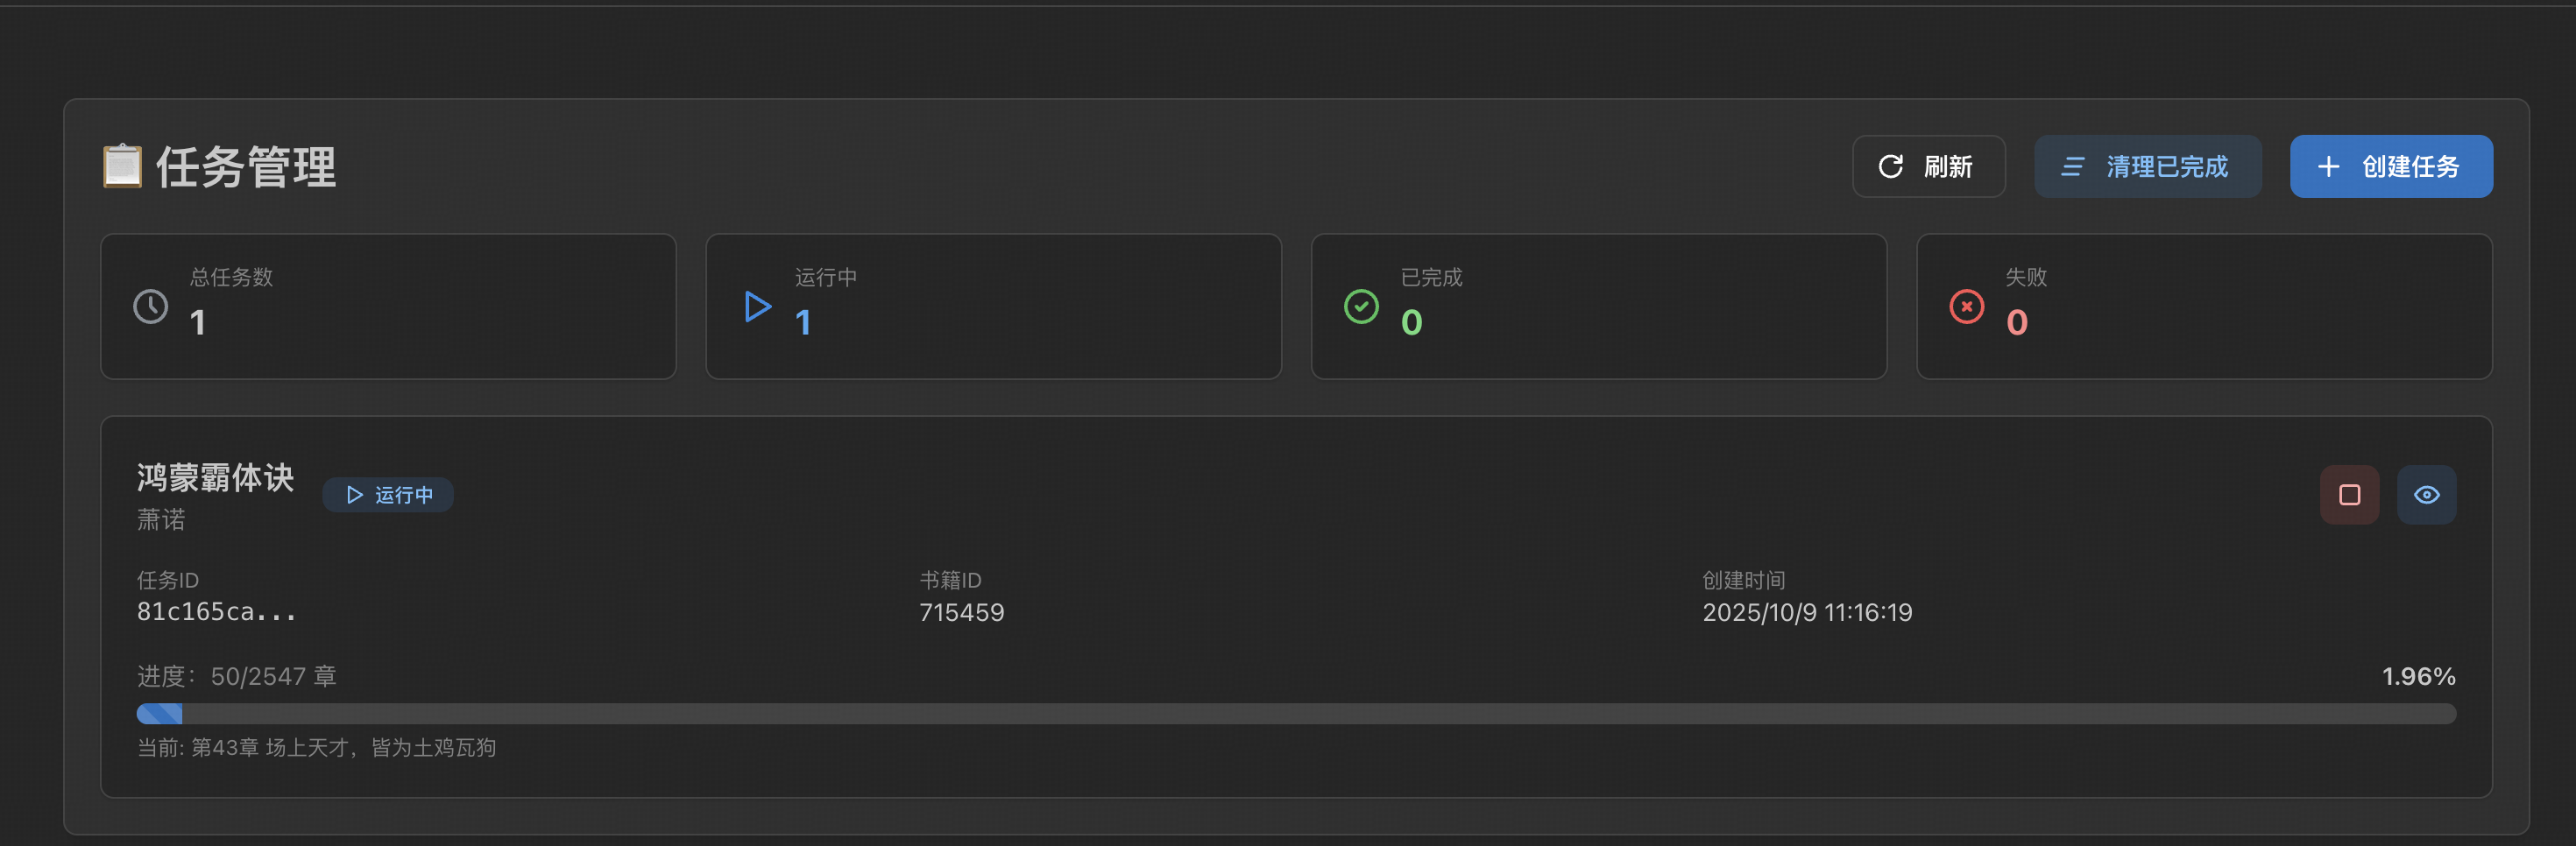 任务管理
刷新
清理已完成
创建任务
总任务数
1
运行中
1
已完成
0
失败
0
鸿蒙霸体诀
运行中
萧诺
任务ID
81c165ca...
书籍ID
715459
创建时间
2025/10/9 11:16:19
进度：50/2547 章
1.96%
当前: 第43章 场上天才，皆为土鸡瓦狗